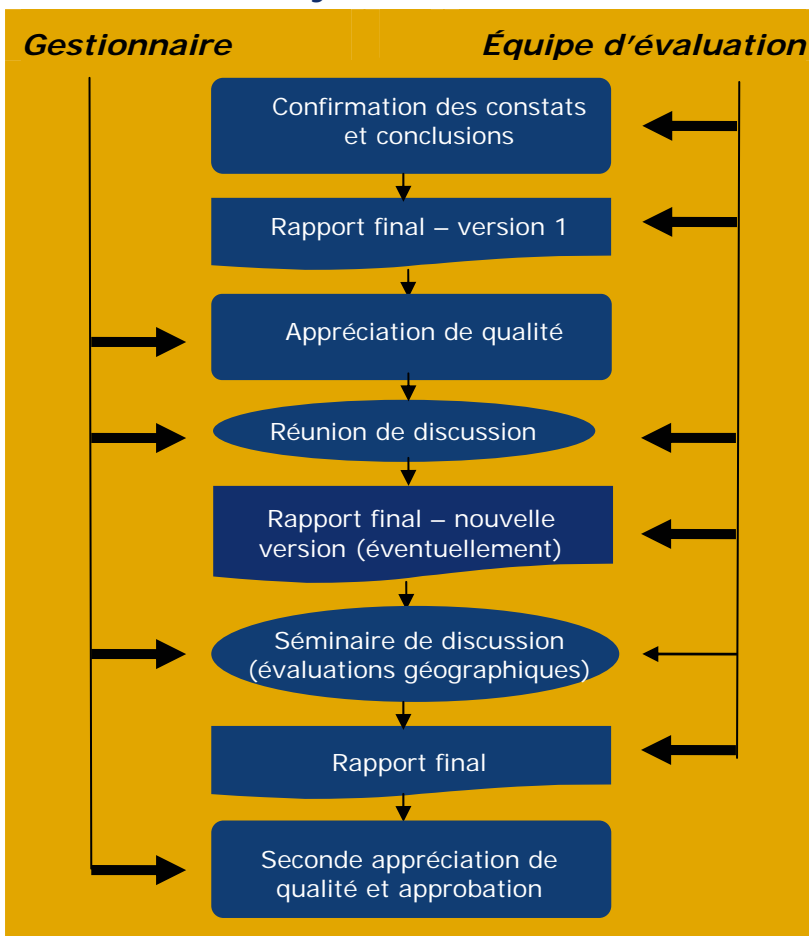 Gestionnaire
Équipe d'évaluation
Confirmation des constats
et conclusions
Rapport final – version 1
Appréciation de qualité
Réunion de discussion
Rapport final – nouvelle
version (éventuellement)
Séminaire de discussion
(évaluations géographiques)
Rapport final
Seconde appréciation de
qualité et approbation